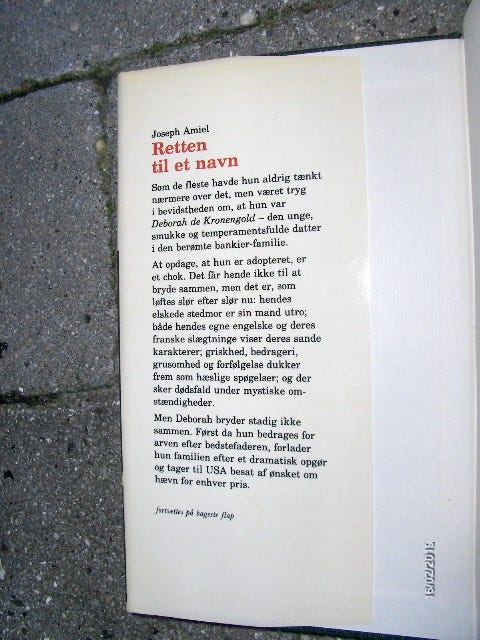 Joseph Amiel
Retten
til et navn
Som de fleste havde hun aldrig tænkt
nærmere over det, men været tryg
i bevidstheden om, at hun var
Deborah de Kronengold – den unge,
smukke og temperamentsfulde datter
i den berømte bankier-familie.
At opdage, at hun er adopteret, er
et chok. Det får hende ikke til at
bryde sammen, men det er, som
løftes slør efter slør nu: hendes
elskede stedmor er sin mand utro;
både hendes egne engelske og deres
franske slægtninge viser deres sande
karakterer; griskhed, bedrageri,
grusomhed og forfølgelse dukker
frem som hæslige spøgelser; og der
sker dødsfald under mystiske om-
stændigheder.
Men Deborah bryder stadig ikke
sammen. Først da hun bedrages for
arven efter bedstefaderen, forlader
hun familien efter et dramatisk opgør
og tager til USA besat af ønsket om
hævn for enhver pris.
fortsættes på bageste flap
16/02/2018